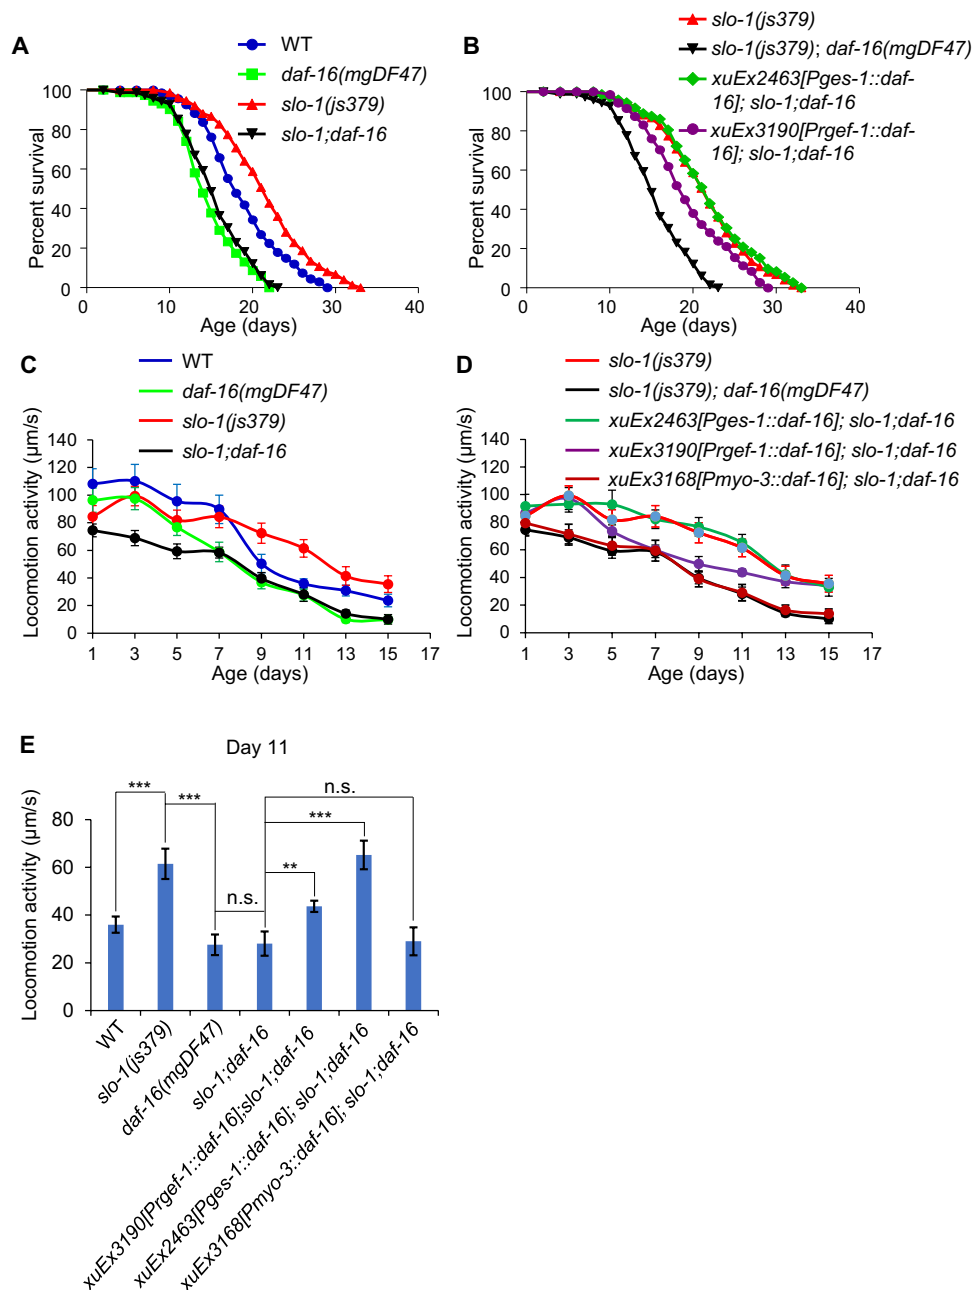 A
WT
daf-16(mgDF47)
slo-1(js379)
slo-1;daf-16
Percent survival
120
100
80
60
40
20
0
0
10
20
30
40
Age (days)
B
slo-1(js379)
slo-1(js379); daf-16(mgDF47)
xuEx2463[Pges-1::daf-
16]; slo-1;daf-16
xuEx3190[Prgef-1::daf-
16]; slo-1;daf-16
Percent survival
120
100
80
60
40
20
0
0
10
20
30
40
Age (days)
C
WT
daf-16(mgDF47)
slo-1(js379)
slo-1;daf-16
Locomotion activity (µm/s)
140
120
100
80
60
40
20
0
1
3
5
7
9
11
13
15
17
Age (days)
D
slo-1(js379)
slo-1(js379); daf-16(mgDF47)
xuEx2463[Pges-1::daf-16]; slo-1;daf-16
xuEx3190[Prgef-1::daf-16]; slo-1;daf-16
xuEx3168[Pmyo-3::daf-16]; slo-1;daf-16
Locomotion activity (µm/s)
140
120
100
80
60
40
20
0
1
3
5
7
9
11
13
15
17
Age (days)
E
Day 11
Locomotion activity (µm/s)
80
60
40
20
0
***
***
n.s.
**
***
n.s.
WT
slo-1(js379)
daf-16(mgDF47)
slo-1;daf-16
xuEx3190[Prgef-1::daf-16];slo-1;daf-16
xuEx2463[Pges-1::daf-16]; slo-1;daf-16
xuEx3168[Pmyo-3::daf-16]; slo-1;daf-16